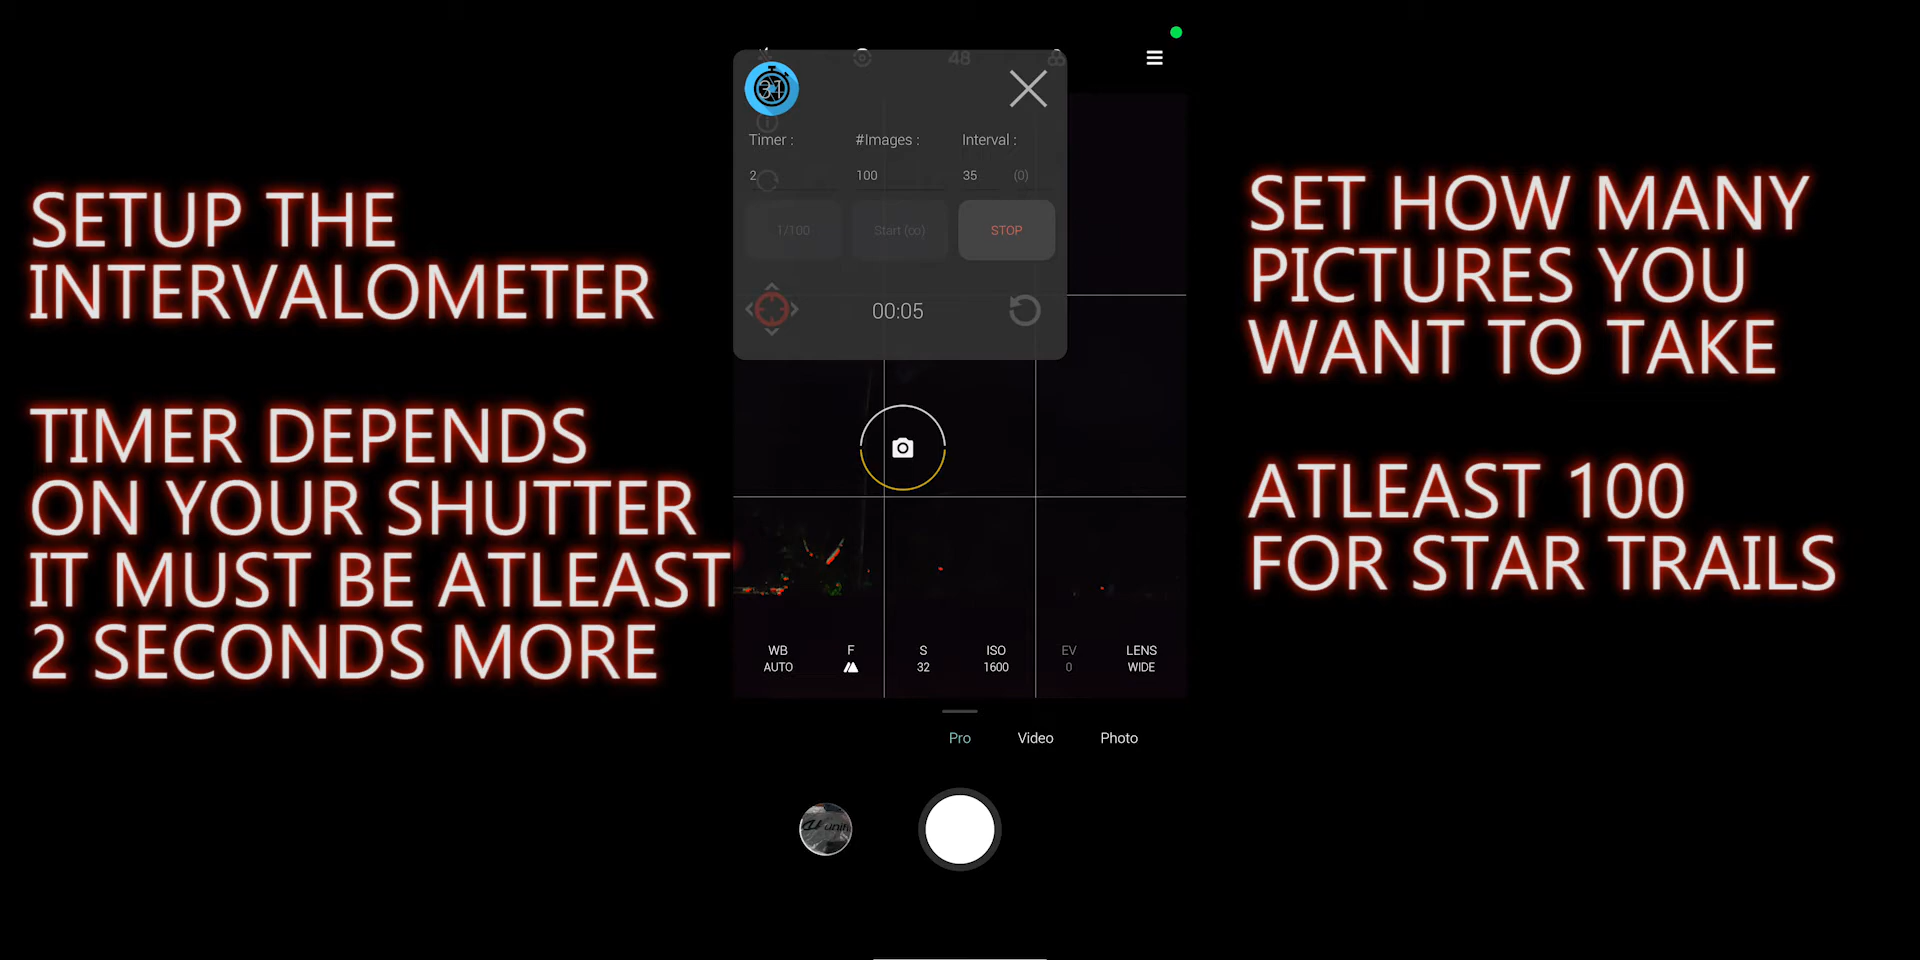 SETUP THE
INTERVALOMETER
TIMER DEPENDS
ON YOUR SHUTTER
IT MUST BE ATLEAST
2 SECONDS MORE
48
31
Timer :
#Images :
Interval :
2
100
35
(0)
1/100
Start (∞)
STOP
00:05
WB
F
S
ISO
EV
LENS
AUTO
32
1600
0
WIDE
Pro
Video
Photo
SET HOW MANY
PICTURES YOU
WANT TO TAKE
ATLEAST 100
FOR STAR TRAILS